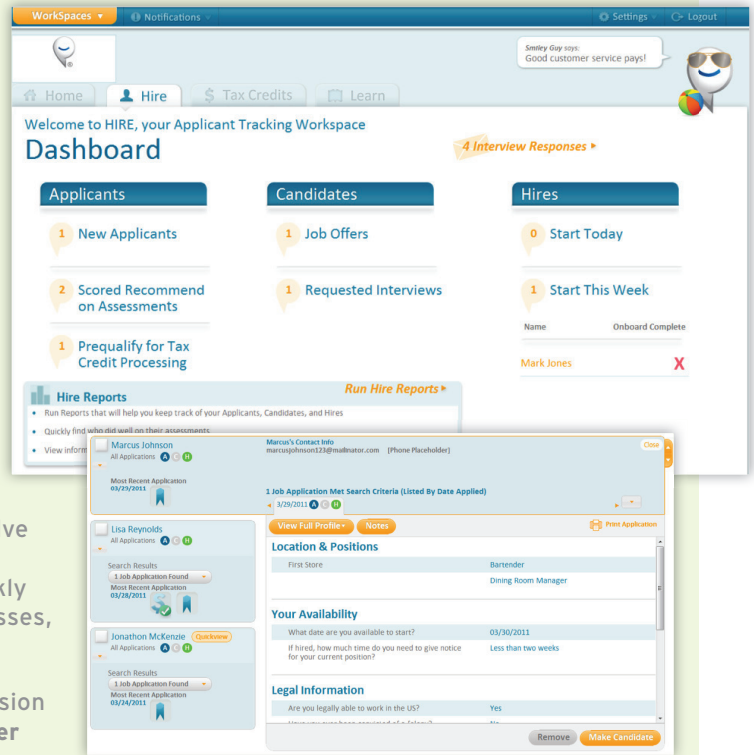 WorkSpaces
Notifications
Settings
Logout
Smiley Guy says:
Good customer service pays!
Home
Hire
$ Tax Credits
Learn
Welcome to HIRE, your Applicant Tracking Workspace
Dashboard
4 Interview Responses
Applicants
1 New Applicants
2 Scored Recommend
on Assessments
1 Prequalify for Tax
Credit Processing
Candidates
1 Job Offers
1 Requested Interviews
Hires
0 Start Today
1 Start This Week
Name Onboard Complete
Mark Jones X
Hire Reports
Run Hire Reports
• Run Reports that will help you keep track of your Applicants, Candidates, and Hires
• Quickly find who did well on their assessments
• View inform
Marcus Johnson
All Applications A C H
Most Recent Application
Marcus's Contact Info
marcusjohnson123@mailinator.com [Phone Placeholder]
Close
1 Job Application Met Search Criteria (Listed By Date Applied)
3/29/2011 A C H
Lisa Reynolds
All Applications A C H
Search Results
1 Job Application Found
Most Recent Application
03/28/2011
Jonathon McKenzie Quickview
All Applications A C H
Search Results
1 Job Application Found
Most Recent Application
03/24/2011
View Full Profile
Notes
Print Application
Location & Positions
First Store Bartender
Dining Room Manager
Your Availability
What date are you available to start? 03/30/2011
If hired, how much time do you need to give notice
for your current position? Less than two weeks
Legal Information
Are you legally able to work in the US? Yes
Remove
Make Candidate
ve
kly
sses,
sion
er